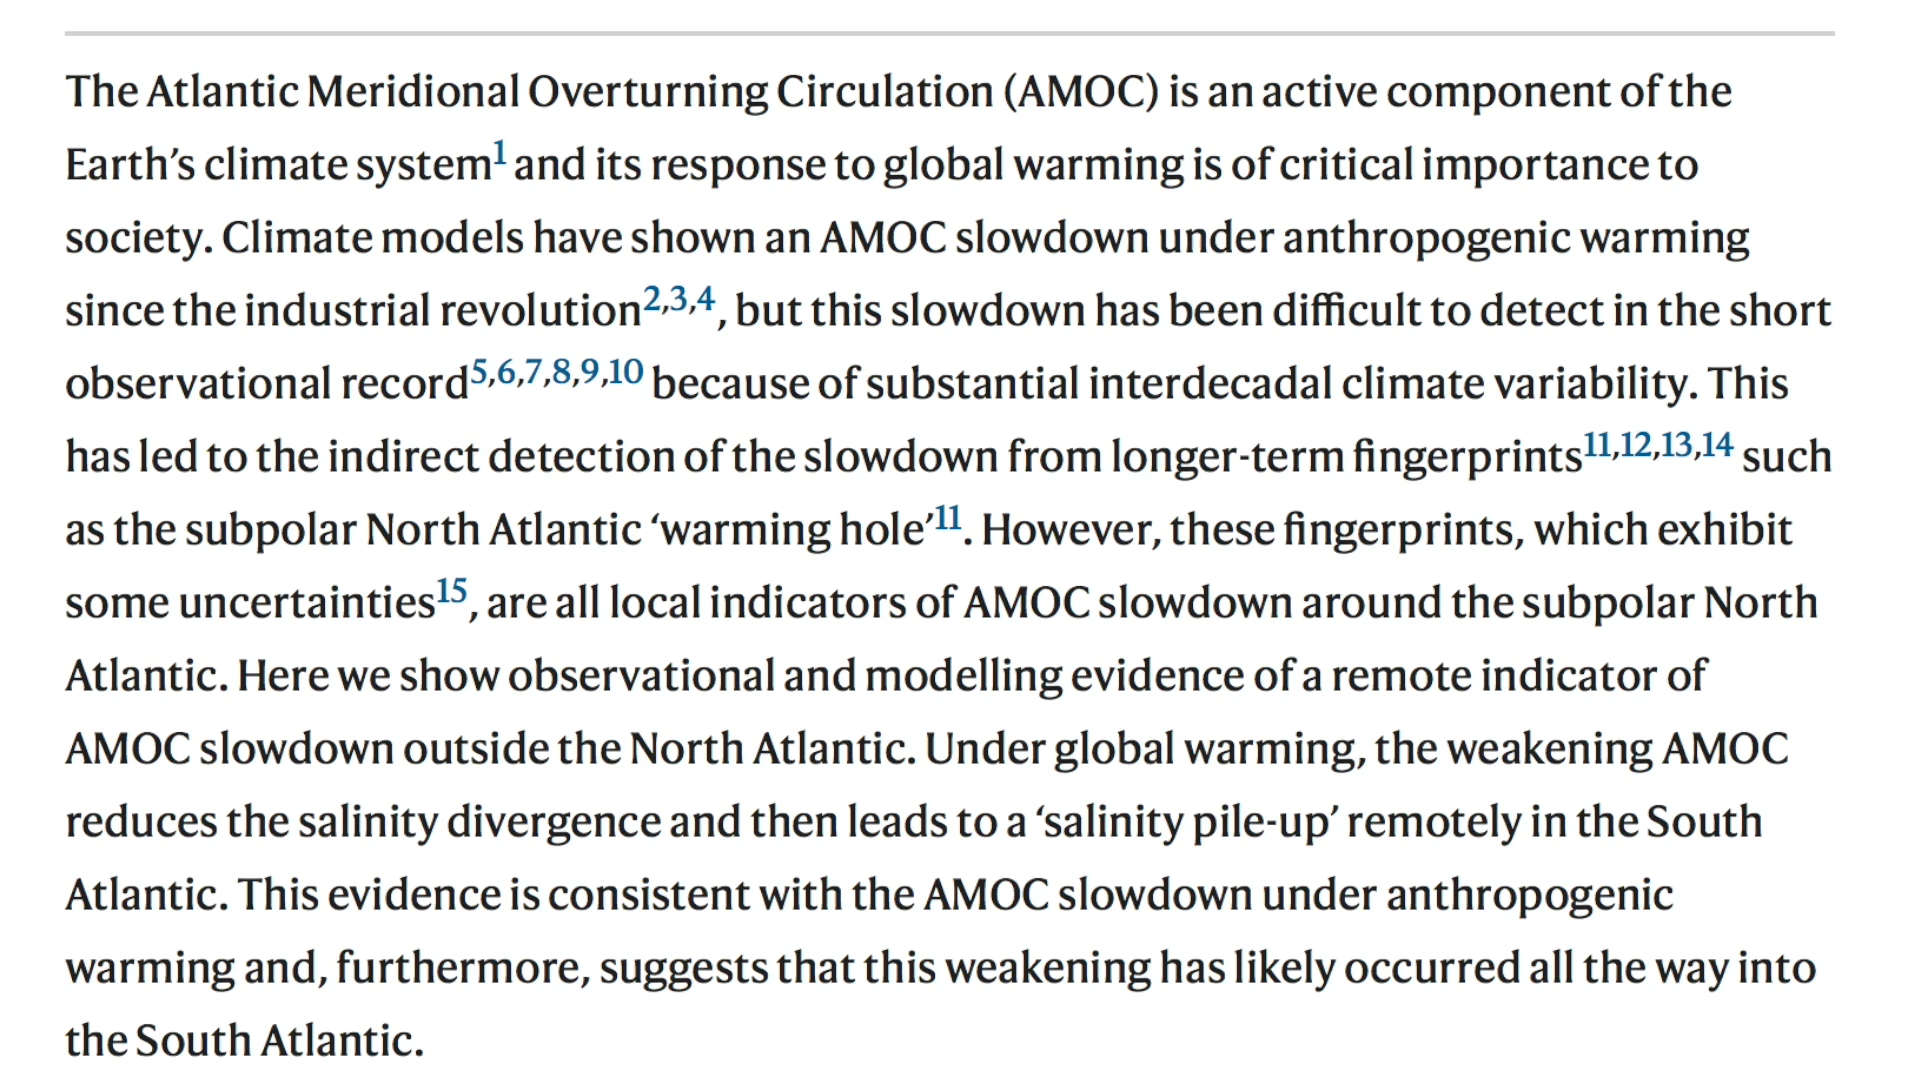 The Atlantic Meridional Overturning Circulation (AMOC) is an active component of the
Earth’s climate system1 and its response to global warming is of critical importance to
society. Climate models have shown an AMOC slowdown under anthropogenic warming
since the industrial revolution2,3,4, but this slowdown has been difficult to detect in the short
observational record5,6,7,8,9,10 because of substantial interdecadal climate variability. This
has led to the indirect detection of the slowdown from longer-term fingerprints11,12,13,14 such
as the subpolar North Atlantic ‘warming hole’11. However, these fingerprints, which exhibit
some uncertainties15, are all local indicators of AMOC slowdown around the subpolar North
Atlantic. Here we show observational and modelling evidence of a remote indicator of
AMOC slowdown outside the North Atlantic. Under global warming, the weakening AMOC
reduces the salinity divergence and then leads to a ‘salinity pile-up’ remotely in the South
Atlantic. This evidence is consistent with the AMOC slowdown under anthropogenic
warming and, furthermore, suggests that this weakening has likely occurred all the way into
the South Atlantic.